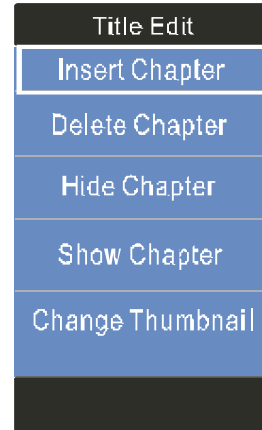 Title Edit
Insert Chapter
Delete Chapter
Hide Chapter
Show Chapter
Change Thumbnail